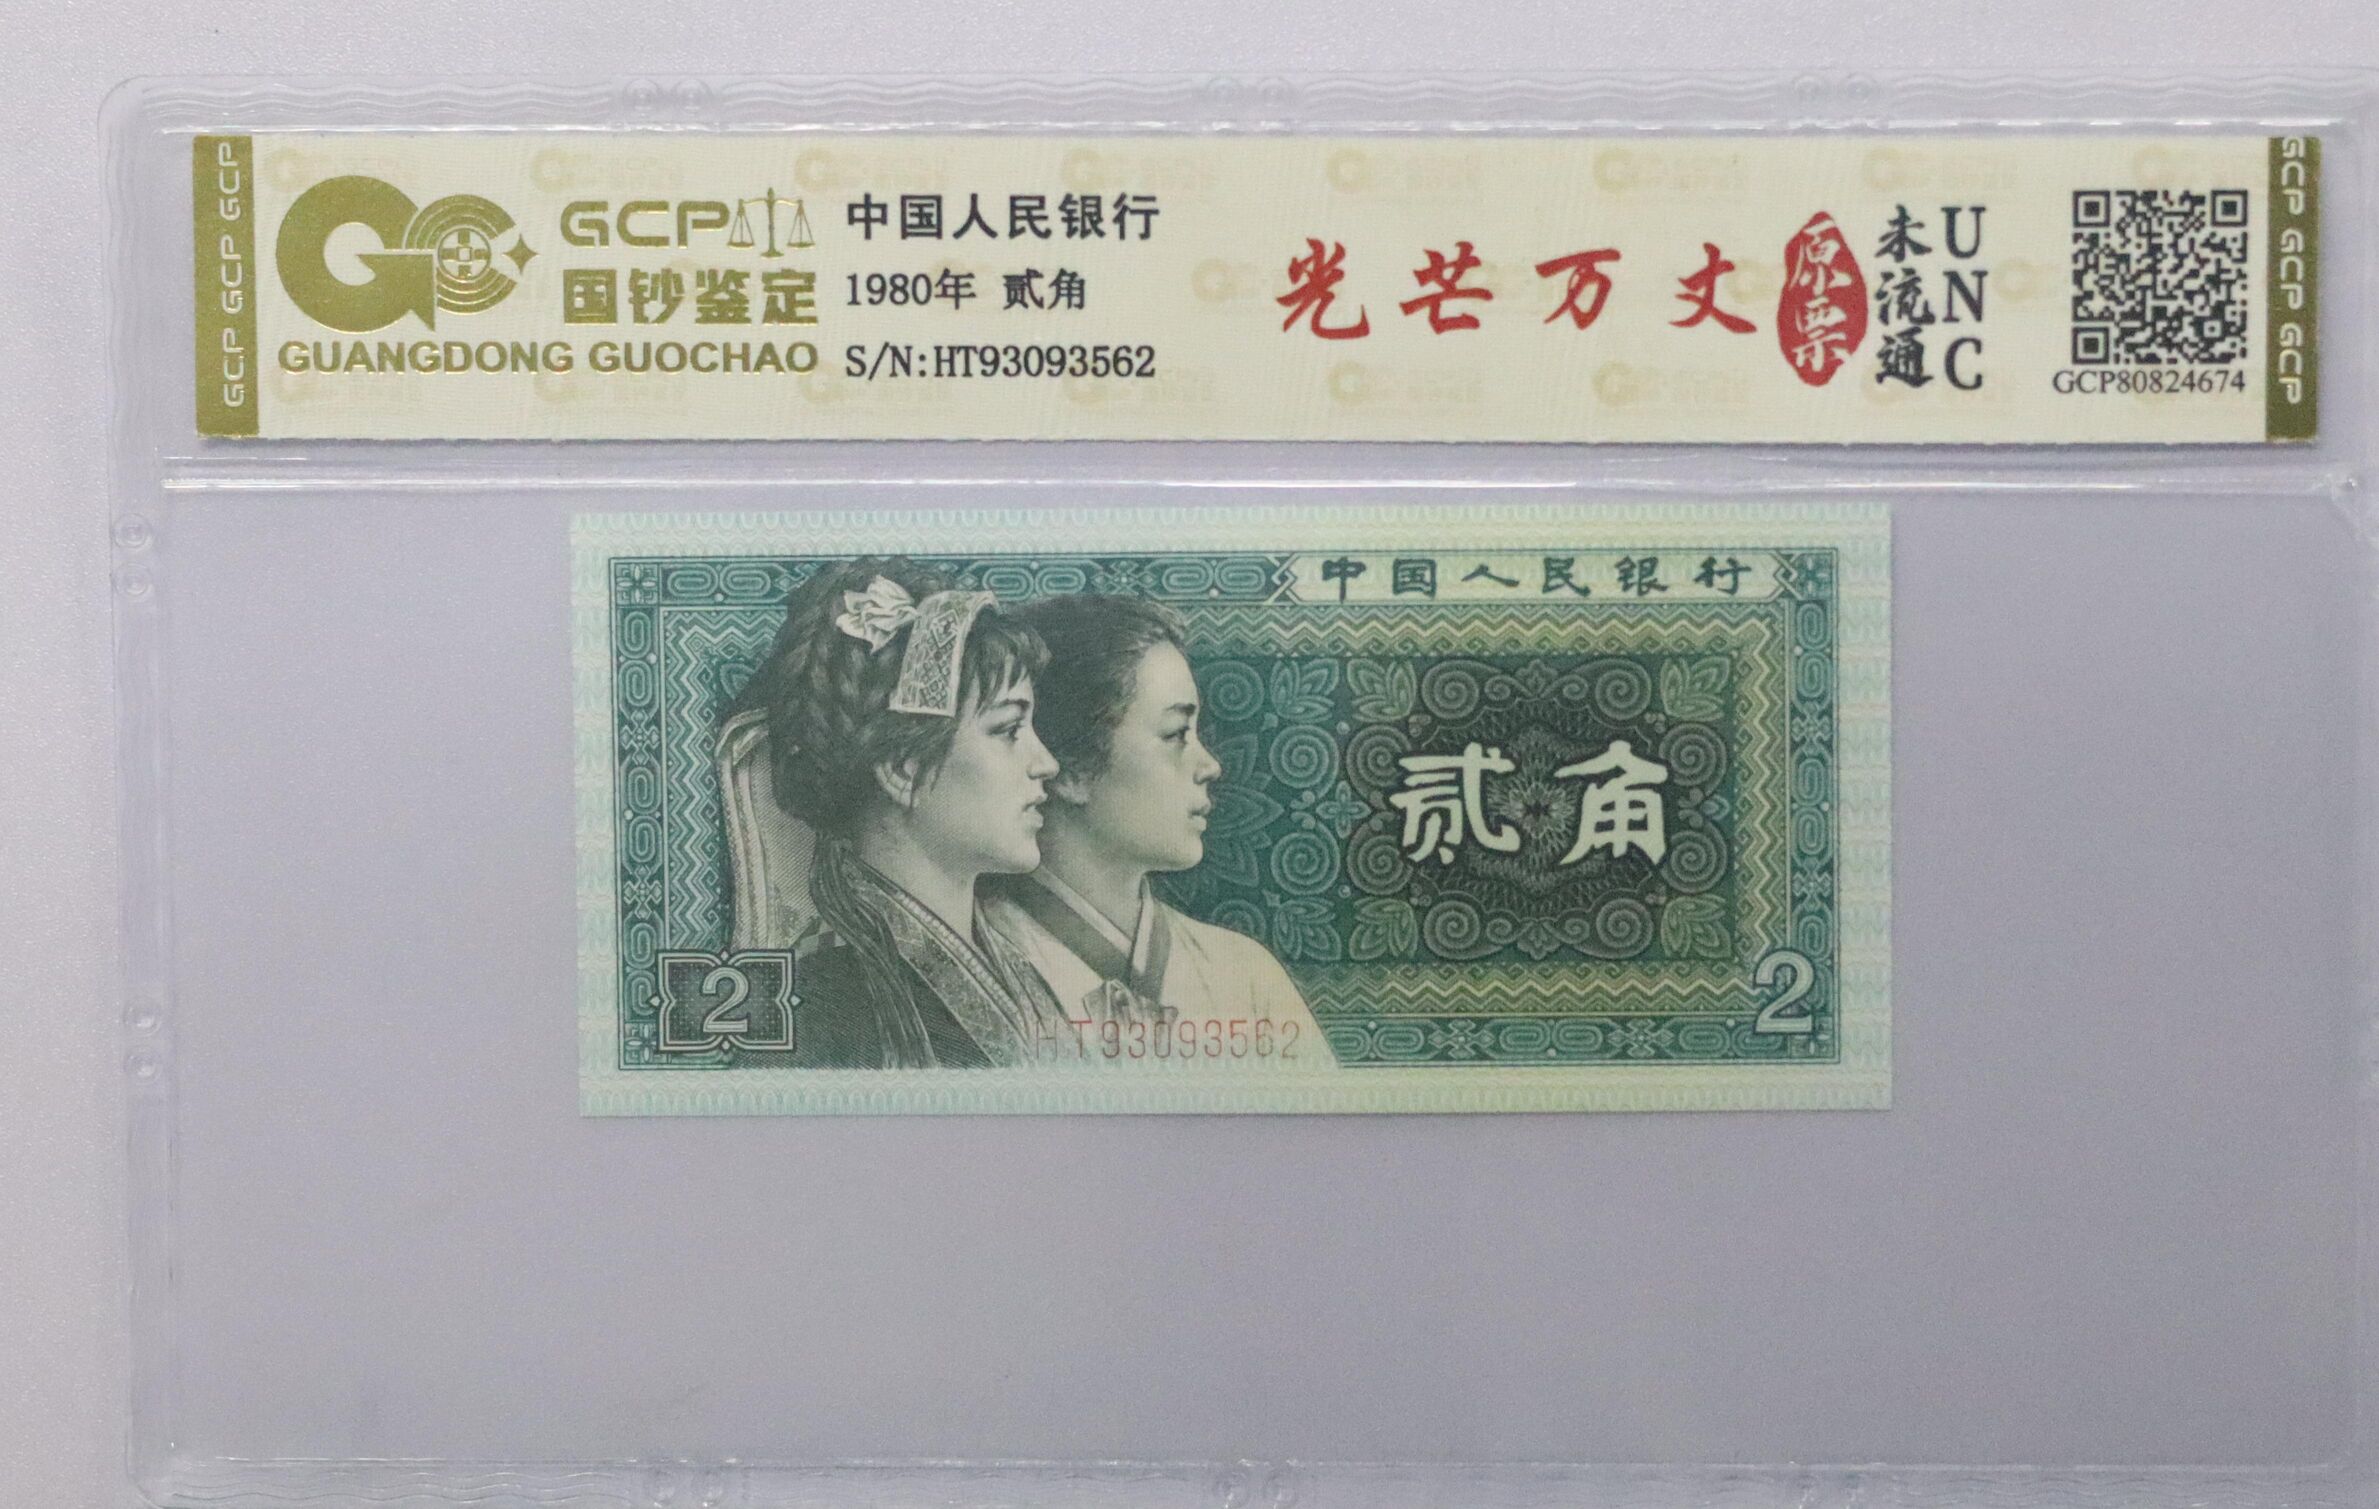 GCP GCP GCP
GCP
国钞鉴定
GUANGDONG GUOCHAO
中国人民银行
1980年 贰角
S/N:HT93093562
光芒万丈
原票
未流通
UNC
GCP80824674
GCP GCP GCP
中国人民银行
贰角
2
HT93093562
2